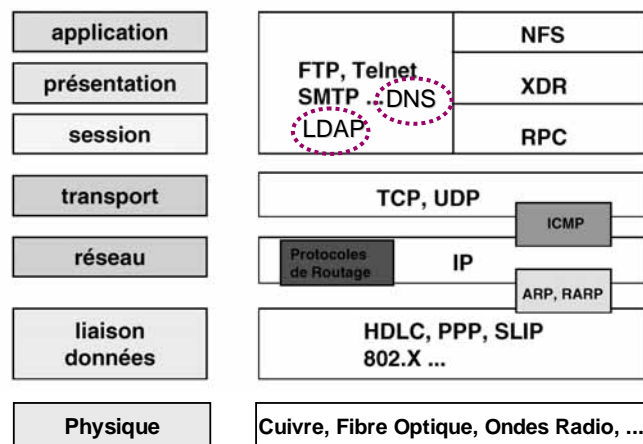 application
présentation
session
transport
réseau
liaison
données
Physique
FTP, Telnet
SMTP ... DNS
LDAP
NFS
XDR
RPC
TCP, UDP
ICMP
Protocoles
de Routage
IP
ARP, RARP
HDLC, PPP, SLIP
802.X ...
Cuivre, Fibre Optique, Ondes Radio, ...